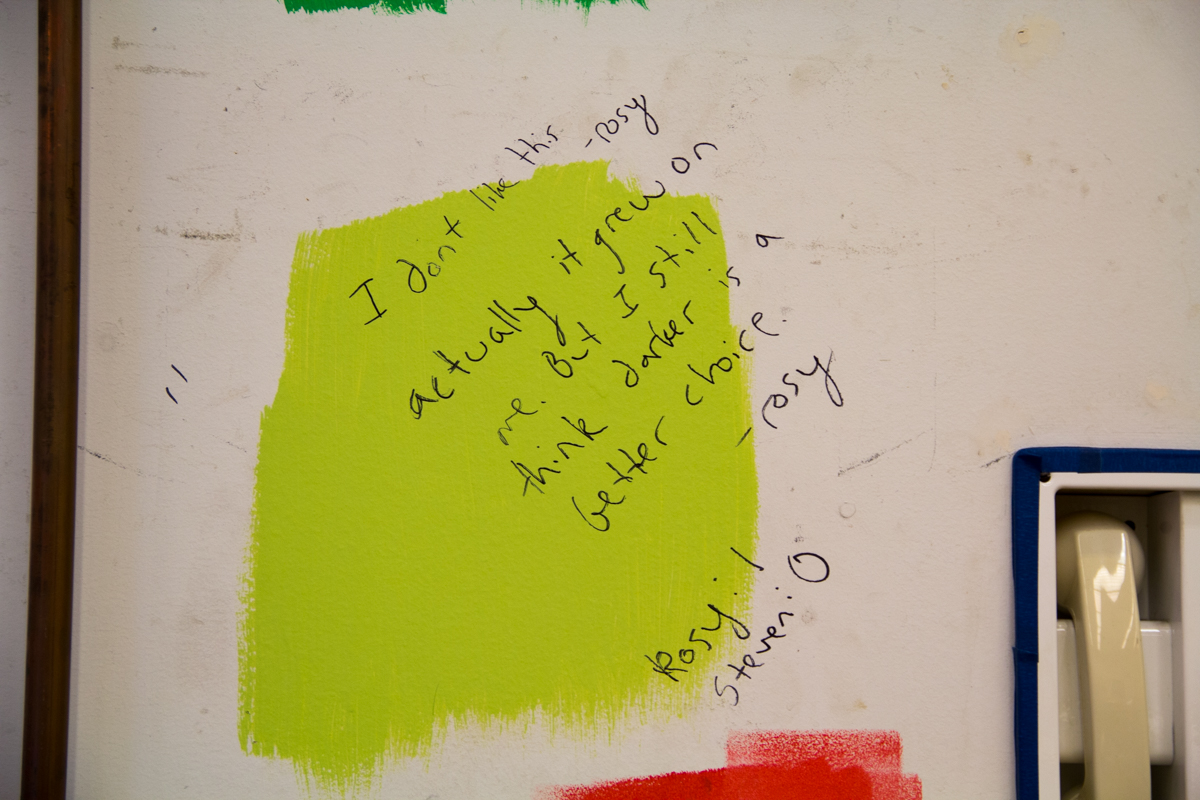 I dont like this -rosy
actually it grew on
me. But I still
think darker is a
better choice.
- rosy
Rosy: /
Steven: 0